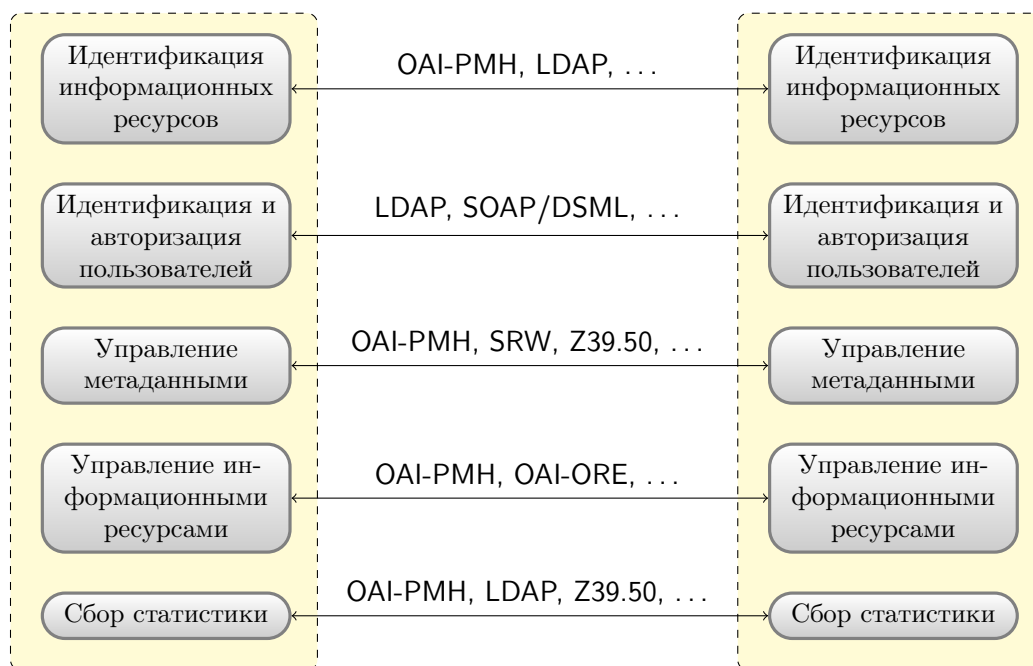 Идентификация
информационных
ресурсов
OAI-PMH, LDAP, . . .
Идентификация
информационных
ресурсов
Идентификация и
авторизация
пользователей
LDAP, SOAP/DSML, . . .
Идентификация и
авторизация
пользователей
Управление
метаданными
OAI-PMH, SRW, Z39.50, . . .
Управление
метаданными
Управление ин-
формационными
ресурсами
OAI-PMH, OAI-ORE, . . .
Управление ин-
формационными
ресурсами
Сбор статистики
OAI-PMH, LDAP, Z39.50, . . .
Сбор статистики